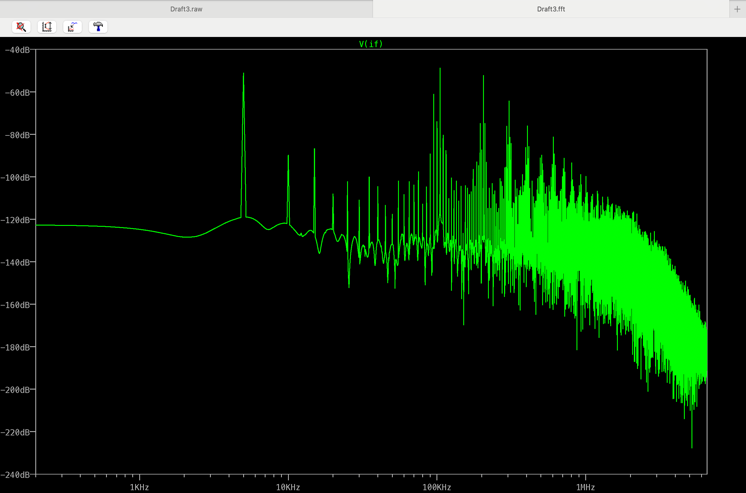 Draft3.raw
Draft3.fft
+
V(if)
-40dB
-60dB
-80dB
-100dB
-120dB
-140dB
-160dB
-180dB
-200dB
-220dB
-240dB
1KHz 10KHz 100KHz 1MHz